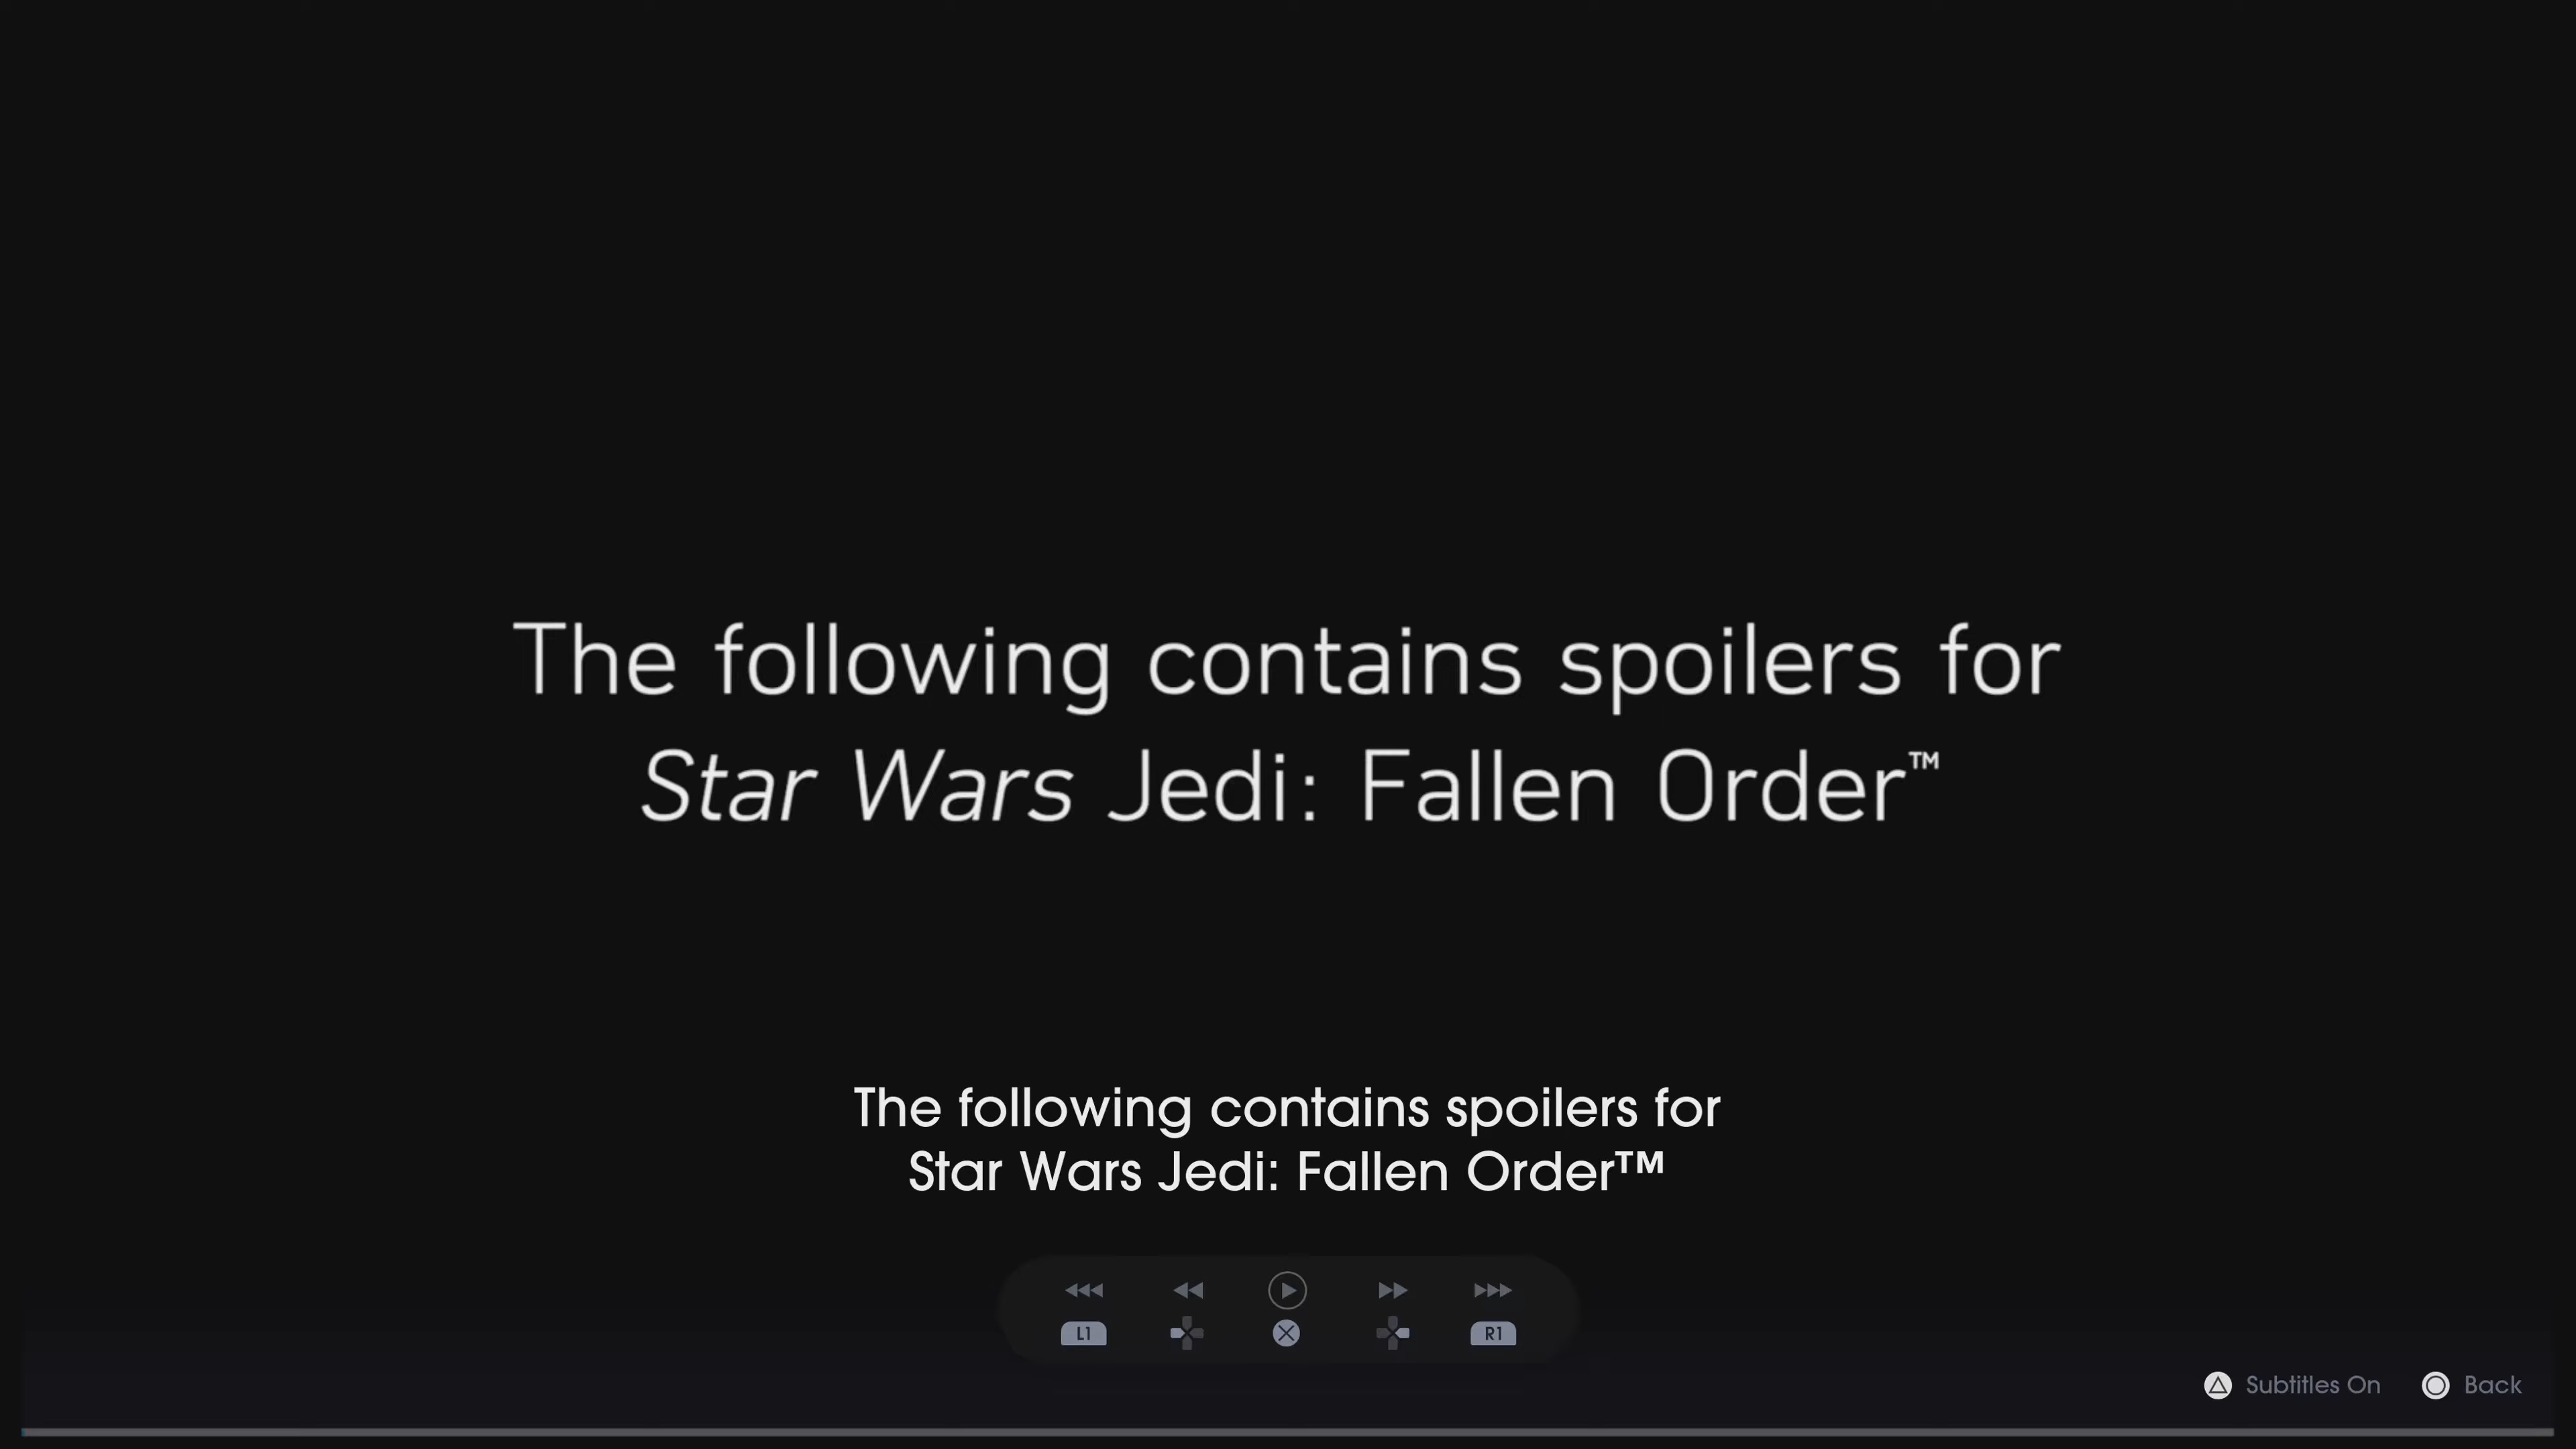 The following contains spoilers for
Star Wars Jedi: Fallen Order™
The following contains spoilers for
Star Wars Jedi: Fallen Order™
L1
R1
Subtitles On
Back